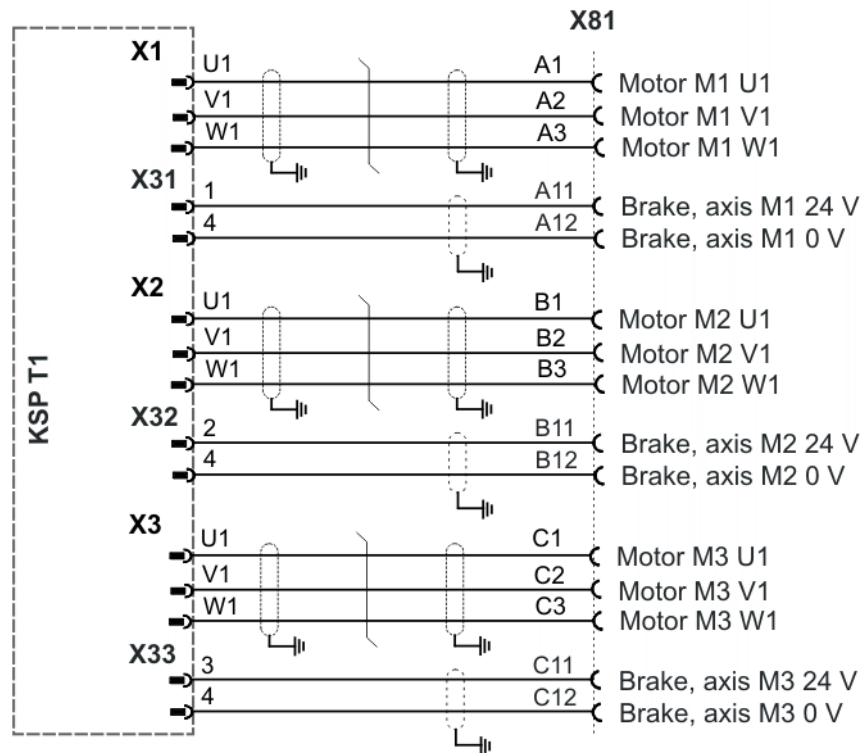 X81
X1
U1 A1 Motor M1 U1
V1 A2 Motor M1 V1
W1 A3 Motor M1 W1
X31
1 A11 Brake, axis M1 24 V
4 A12 Brake, axis M1 0 V
X2
U1 B1 Motor M2 U1
V1 B2 Motor M2 V1
W1 B3 Motor M2 W1
KSP T1
X32
2 B11 Brake, axis M2 24 V
4 B12 Brake, axis M2 0 V
X3
U1 C1 Motor M3 U1
V1 C2 Motor M3 V1
W1 C3 Motor M3 W1
X33
3 C11 Brake, axis M3 24 V
4 C12 Brake, axis M3 0 V